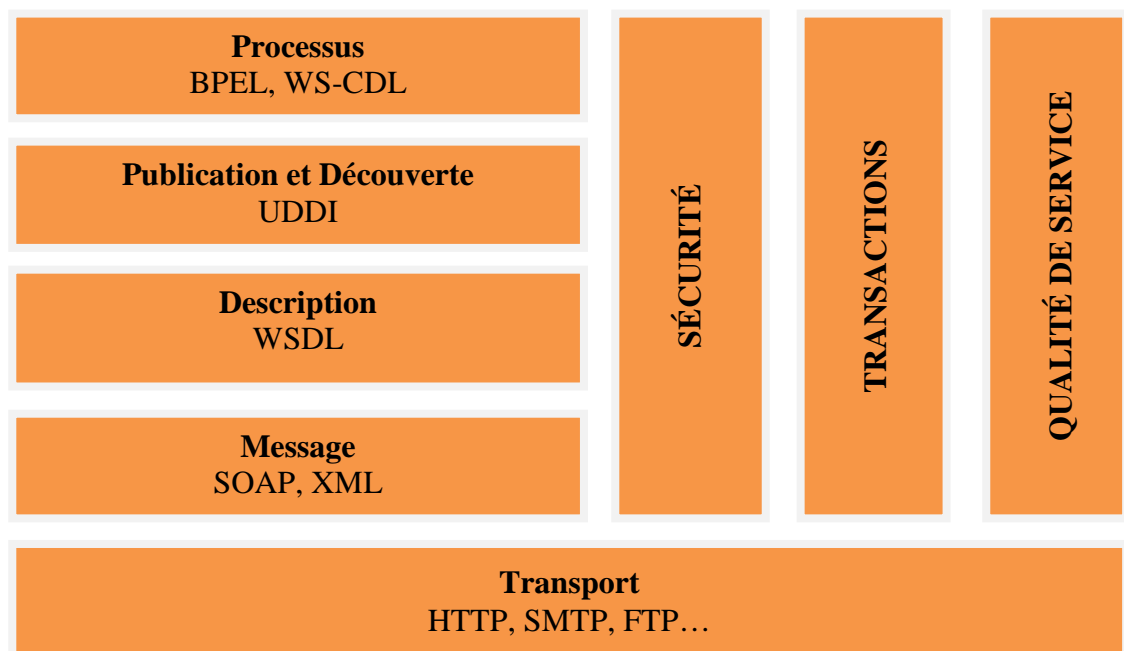 Processus
BPEL, WS-CDL
Publication et Découverte
UDDI
Description
WSDL
Message
SOAP, XML
SÉCURITÉ
TRANSACTIONS
QUALITÉ DE SERVICE
Transport
HTTP, SMTP, FTP…